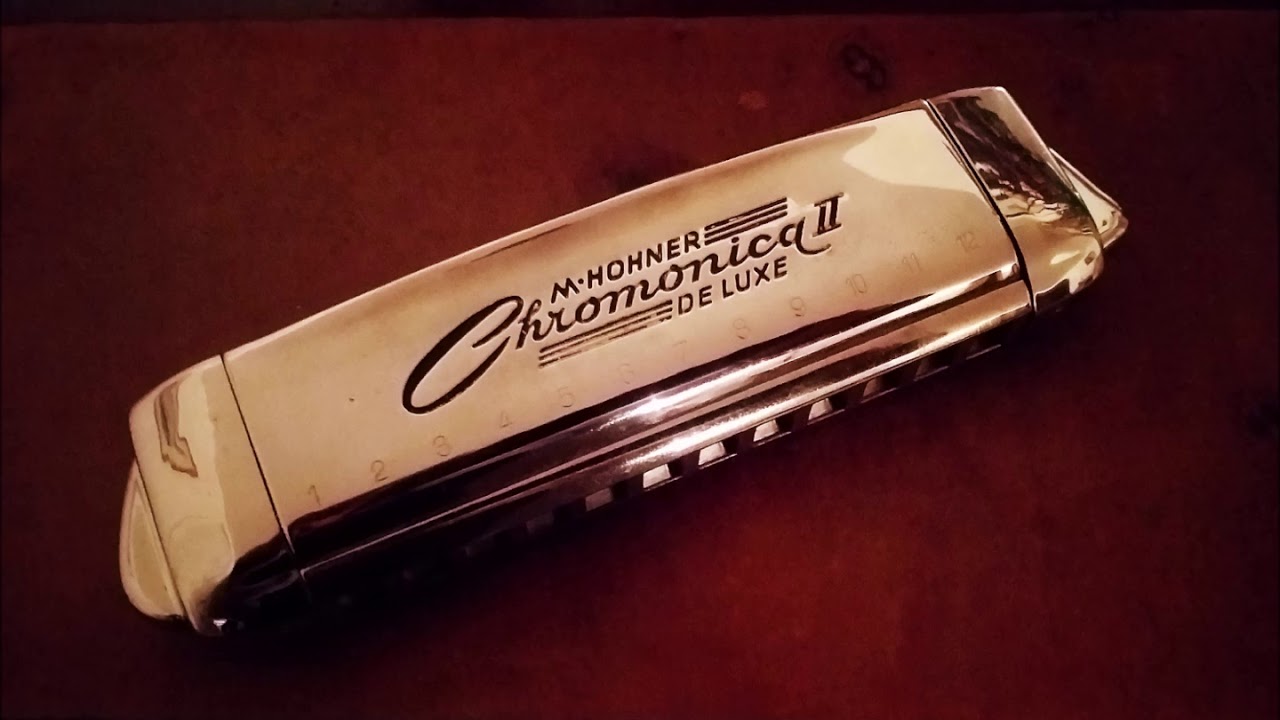 M·HOHNER
Chromonica II
DE LUXE
1 2 3 4 5 6 7 8 9 10 11 12